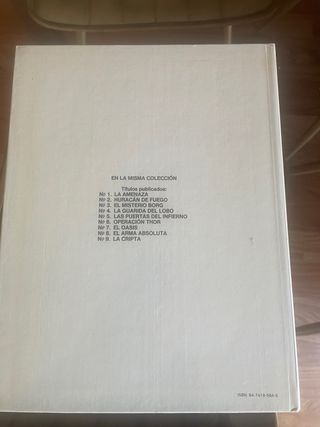 EN LA MISMA COLECCIÓN
Títulos publicados:
Nº 1. LA AMENAZA
Nº 2. HURACÁN DE FUEGO
Nº 3. EL MISTERIO BORG
Nº 4. LA GUARIDA DEL LOBO
Nº 5. LAS PUERTAS DEL INFIERNO
Nº 6. OPERACIÓN THOR
Nº 7. EL OASIS
Nº 8. EL ARMA ABSOLUTA
Nº 9. LA CRIPTA
ISBN: